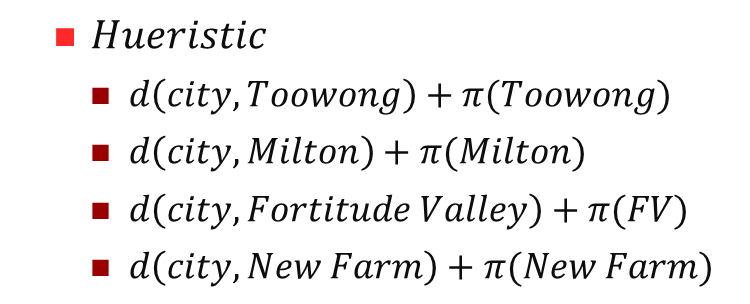 Hueristic
d(city, Toowong) + π(Toowong)
d(city, Milton) + π(Milton)
d(city, Fortitude Valley) + π(FV)
d(city, New Farm) + π(New Farm)